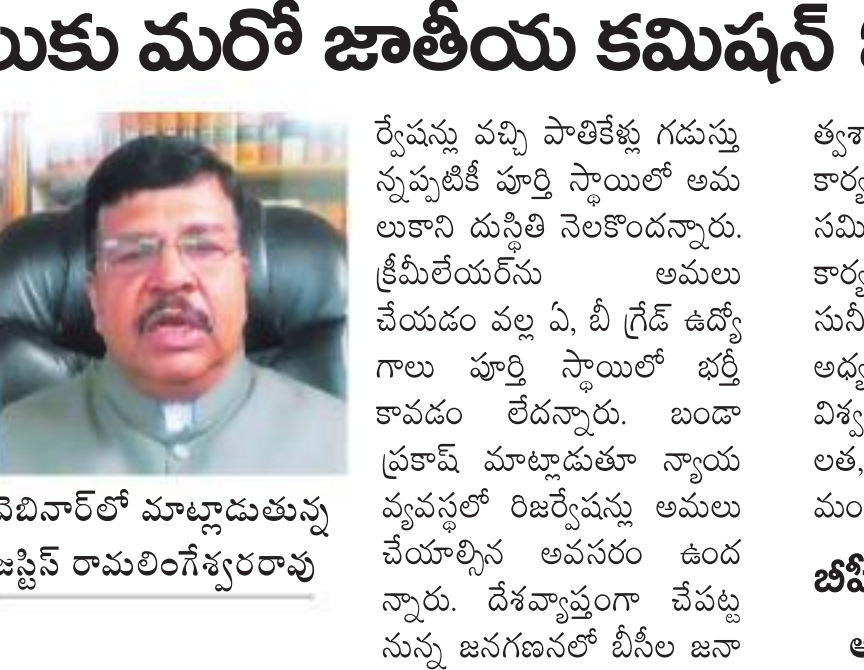 యికు మరో జాతీయ కమిషన్
వెబినార్‌లో మాట్లాడుతున్న
జస్టిస్ రామలింగేశ్వరరావు
ర్వేషన్లు వచ్చి పాతికేళ్లు గడుస్తు
న్నప్పటికీ పూర్తి స్థాయిలో అమ
లుకాని దుస్థితి నెలకొందన్నారు.
క్రీమీలేయర్‌ను అమలు
చేయడం వల్ల ఏ, బీ గ్రేడ్ ఉద్యో
గాలు పూర్తి స్థాయిలో భర్తీ
కావడం లేదన్నారు. బండా
ప్రకాష్ మాట్లాడుతూ న్యాయ
వ్యవస్థలో రిజర్వేషన్లు అమలు
చేయాల్సిన అవసరం ఉంద
న్నారు. దేశవ్యాప్తంగా చేపట్ట
నున్న జనగణనలో బీసీల జనా
త్వశా
కార్య
సమి
కార్య
సునీ
అధ్య
విశ్వ
లత,
మం